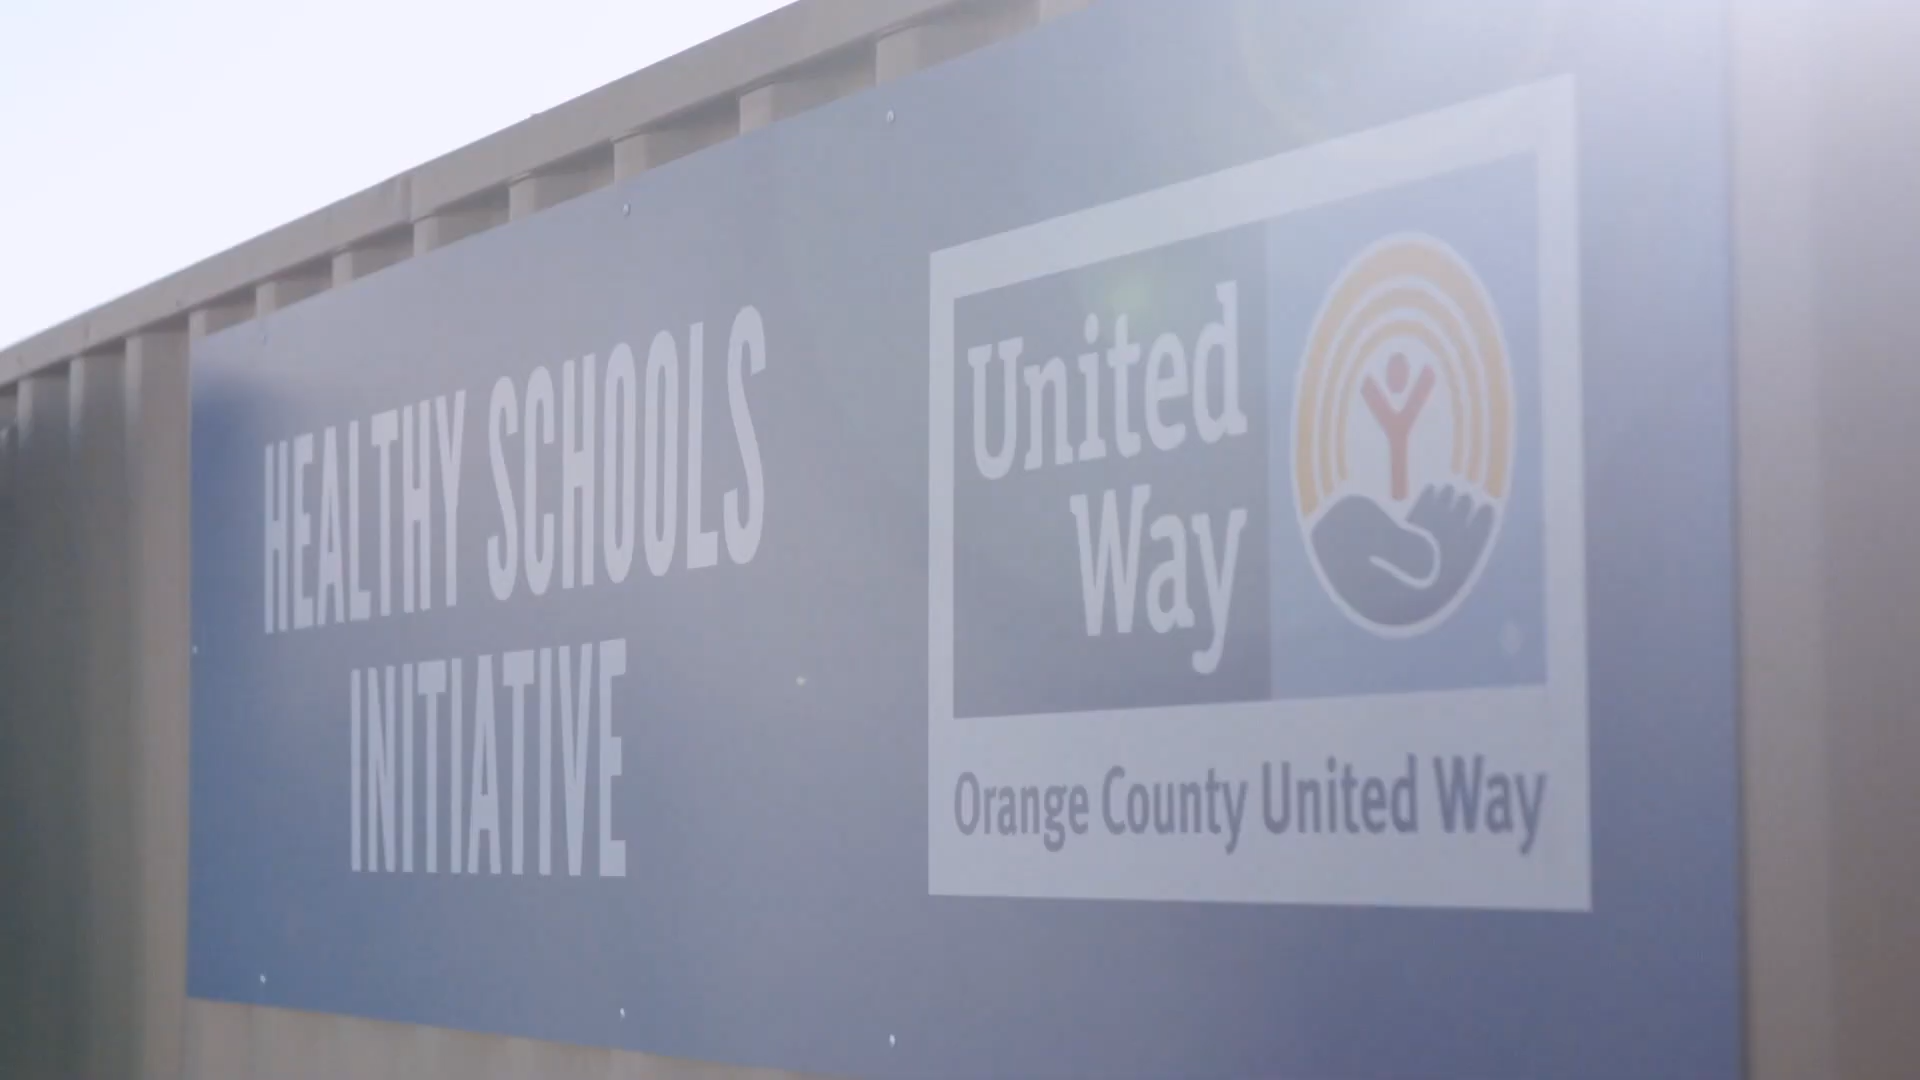 HEALTHY SCHOOLS
INITIATIVE
United
Way
Orange County United Way